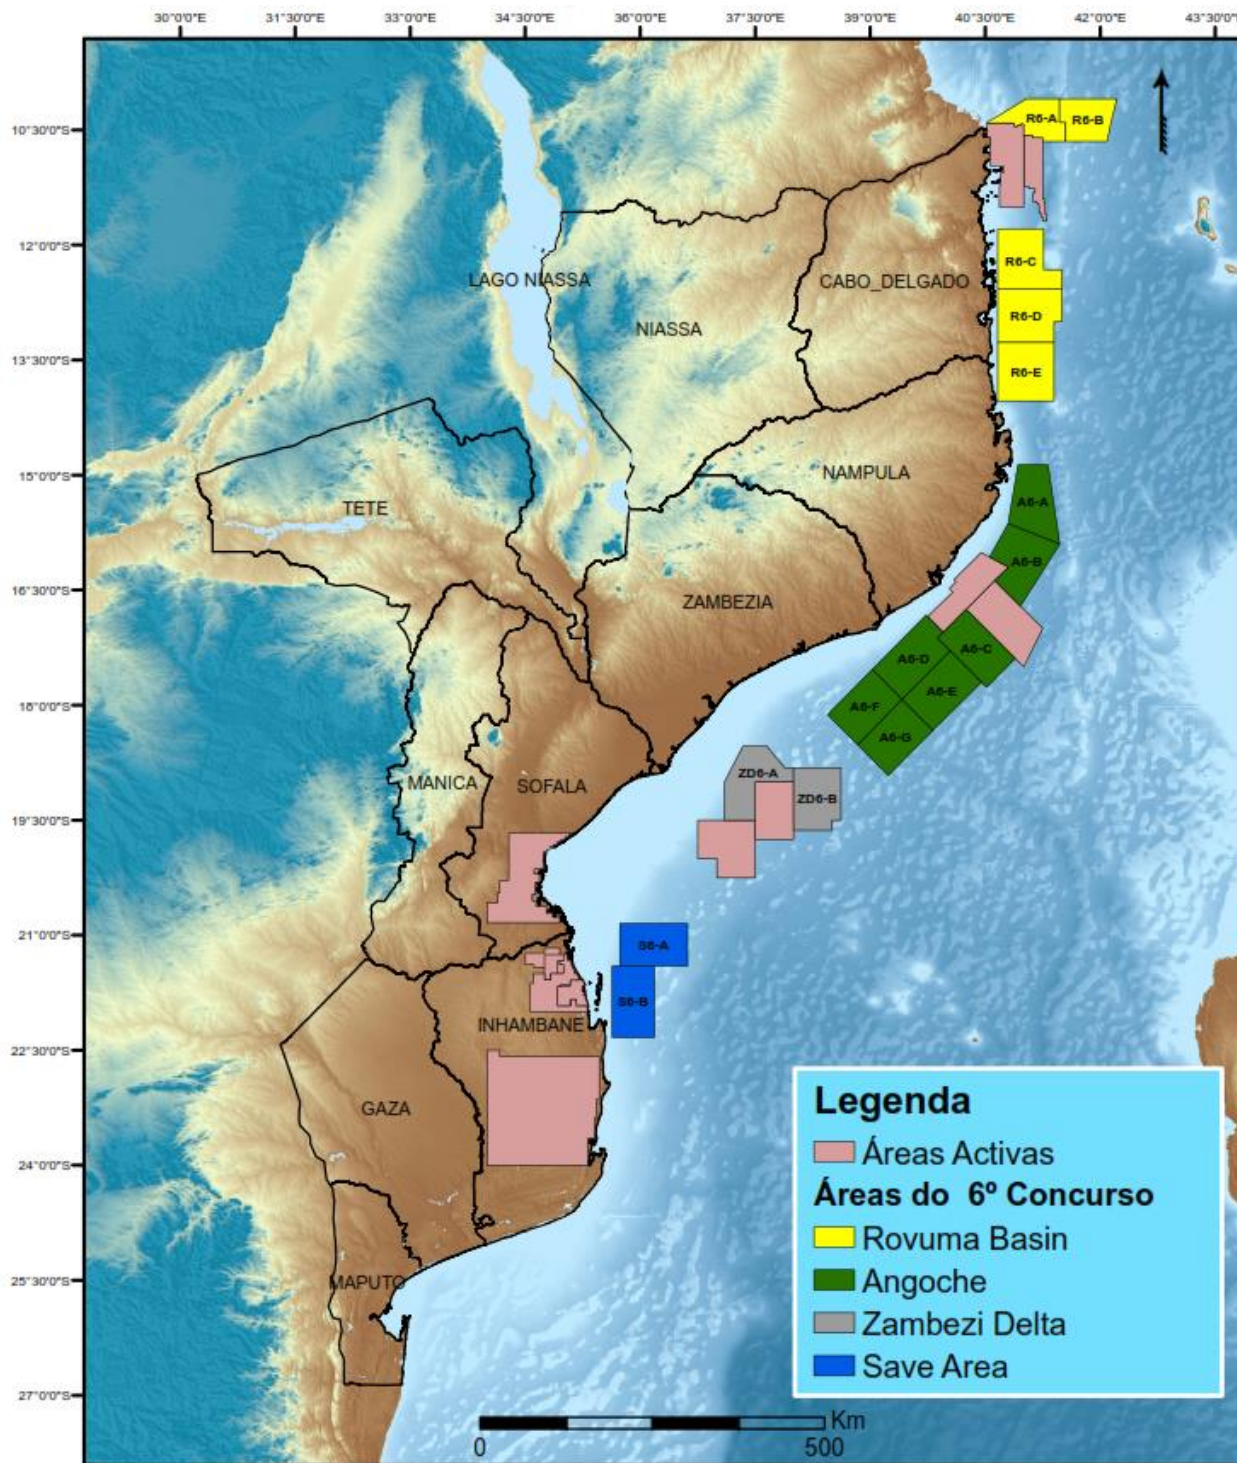 30°0'0"E 31°30'0"E 33°0'0"E 34°30'0"E 36°0'0"E 37°30'0"E 39°0'0"E 40°30'0"E 42°0'0"E 43°30'0"E
10°30'0"S
R6-A
R6-B
12°0'0"S
R6-C
LAGO NIASSA
CABO_DELGADO
R6-D
NIASSA
13°30'0"S
R6-E
15°0'0"S
NAMPULA
TETE
A6-A
A6-B
16°30'0"S
ZAMBEZIA
A6-C
A6-D
A6-E
18°0'0"S
A6-F
A6-G
MANICA
SOFALA
ZD6-A
ZD6-B
19°30'0"S
21°0'0"S
S6-A
S6-B
INHAMBANE
22°30'0"S
GAZA
24°0'0"S
25°30'0"S
MAPUTO
27°0'0"S
Legenda
Áreas Activas
Áreas do 6º Concurso
Rovuma Basin
Angoche
Zambezi Delta
Save Area
Km
0 500